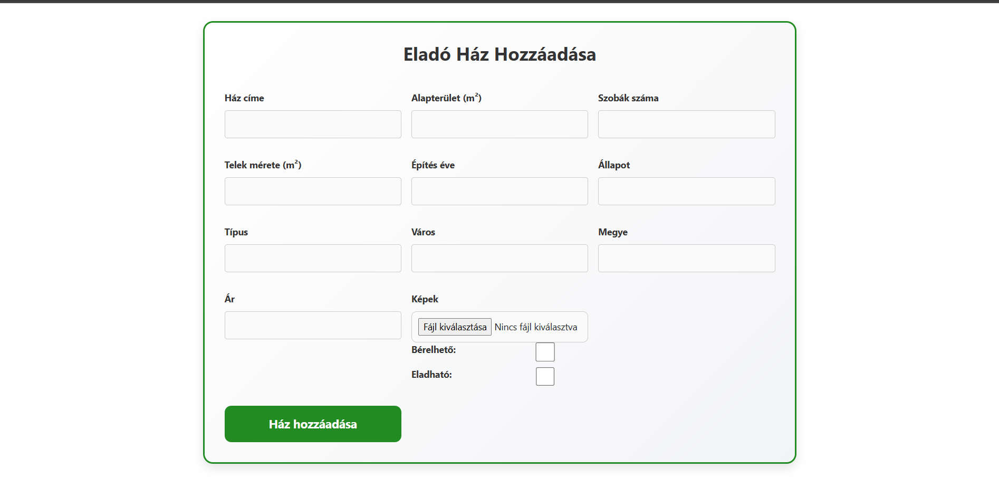 Eladó Ház Hozzáadása
Ház címe
Alapterület (m²)
Szobák száma
Telek mérete (m²)
Építés éve
Állapot
Típus
Város
Megye
Ár
Képek
Fájl kiválasztása Nincs fájl kiválasztva
Bérelhető:
Eladható:
Ház hozzáadása